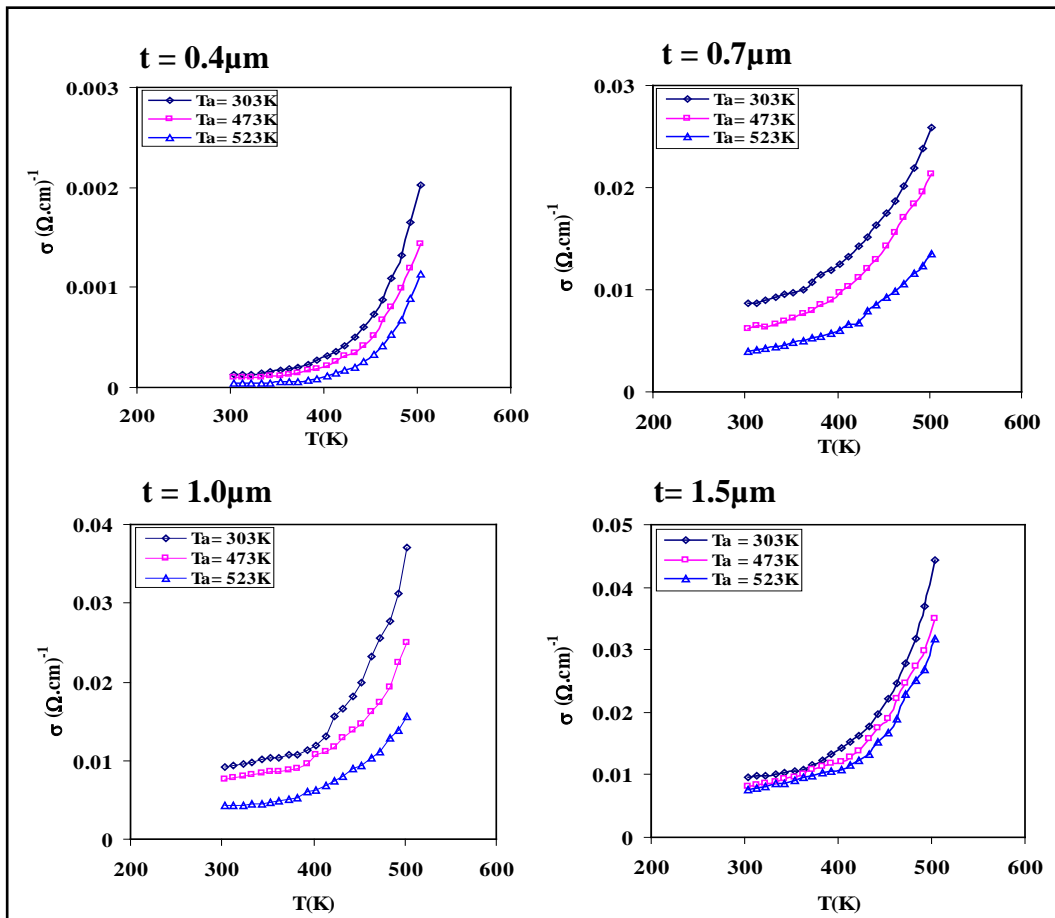 t = 0.4µm
0.003
0.002
0.001
0
σ (Ω.cm)-1
Ta= 303K
Ta= 473K
Ta= 523K
200 300 400 500 600
T(K)
t = 0.7µm
0.03
0.02
0.01
0
σ (Ω.cm)-1
Ta= 303K
Ta= 473K
Ta= 523K
200 300 400 500 600
T(K)
t = 1.0µm
0.04
0.03
0.02
0.01
0
σ (Ω.cm)-1
Ta= 303K
Ta= 473K
Ta= 523K
200 300 400 500 600
T(K)
t= 1.5µm
0.05
0.04
0.03
0.02
0.01
0
σ (Ω.cm)-1
Ta = 303K
Ta = 473K
Ta = 523K
200 300 400 500 600
T(K)